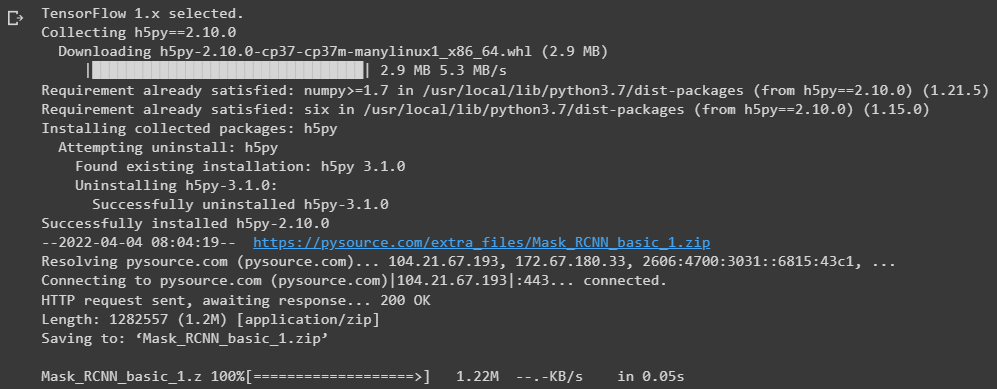 TensorFlow 1.x selected.
Collecting h5py==2.10.0
Downloading h5py-2.10.0-cp37-cp37m-manylinux1_x86_64.whl (2.9 MB)
|████████████████████████████████| 2.9 MB 5.3 MB/s
Requirement already satisfied: numpy>=1.7 in /usr/local/lib/python3.7/dist-packages (from h5py==2.10.0) (1.21.5)
Requirement already satisfied: six in /usr/local/lib/python3.7/dist-packages (from h5py==2.10.0) (1.15.0)
Installing collected packages: h5py
Attempting uninstall: h5py
Found existing installation: h5py 3.1.0
Uninstalling h5py-3.1.0:
Successfully uninstalled h5py-3.1.0
Successfully installed h5py-2.10.0
--2022-04-04 08:04:19--  https://pysource.com/extra_files/Mask_RCNN_basic_1.zip
Resolving pysource.com (pysource.com)... 104.21.67.193, 172.67.180.33, 2606:4700:3031::6815:43c1, ...
Connecting to pysource.com (pysource.com)|104.21.67.193|:443... connected.
HTTP request sent, awaiting response... 200 OK
Length: 1282557 (1.2M) [application/zip]
Saving to: ‘Mask_RCNN_basic_1.zip’
Mask_RCNN_basic_1.z 100%[===================>]   1.22M  --.-KB/s    in 0.05s